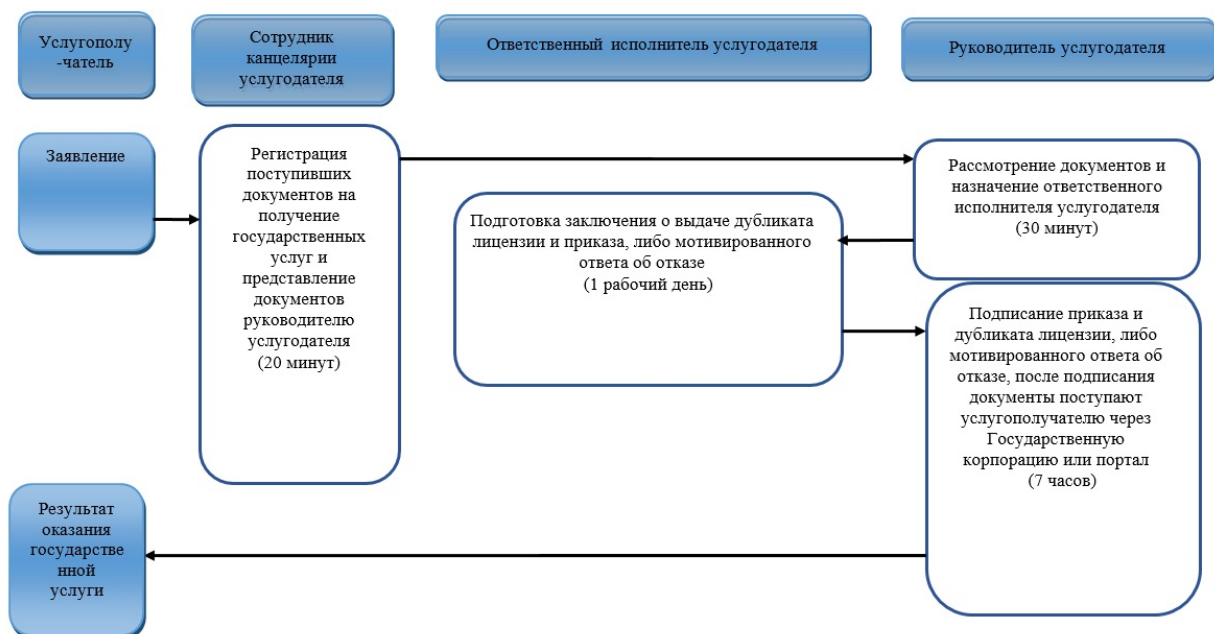 Услугополу
-чатель
Сотрудник
канцелярии
услугодателя
Ответственный исполнитель услугодателя
Руководитель услугодателя
Заявление
Регистрация
поступивших
документов на
получение
государственных
услуг и
представление
документов
руководителю
услугодателя
(20 минут)
Рассмотрение документов и
назначение ответственного
исполнителя услугодателя
(30 минут)
Подготовка заключения о выдаче дубликата
лицензии и приказа, либо мотивированного
ответа об отказе
(1 рабочий день)
Подписание приказа и
дубликата лицензии, либо
мотивированного ответа об
отказе, после подписания
документы поступают
услугополучателю через
Государственную
корпорацию или портал
(7 часов)
Результат
оказания
государстве
нной
услуги